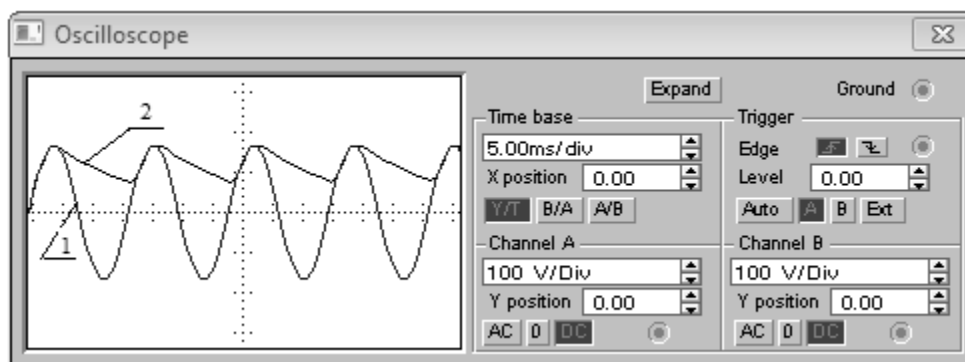 Oscilloscope
2
1
Expand
Ground
Time base
5.00ms/div
X position 0.00
Y/T B/A A/B
Trigger
Edge
Level 0.00
Auto A B Ext
Channel A
100 V/Div
Y position 0.00
AC 0 DC
Channel B
100 V/Div
Y position 0.00
AC 0 DC